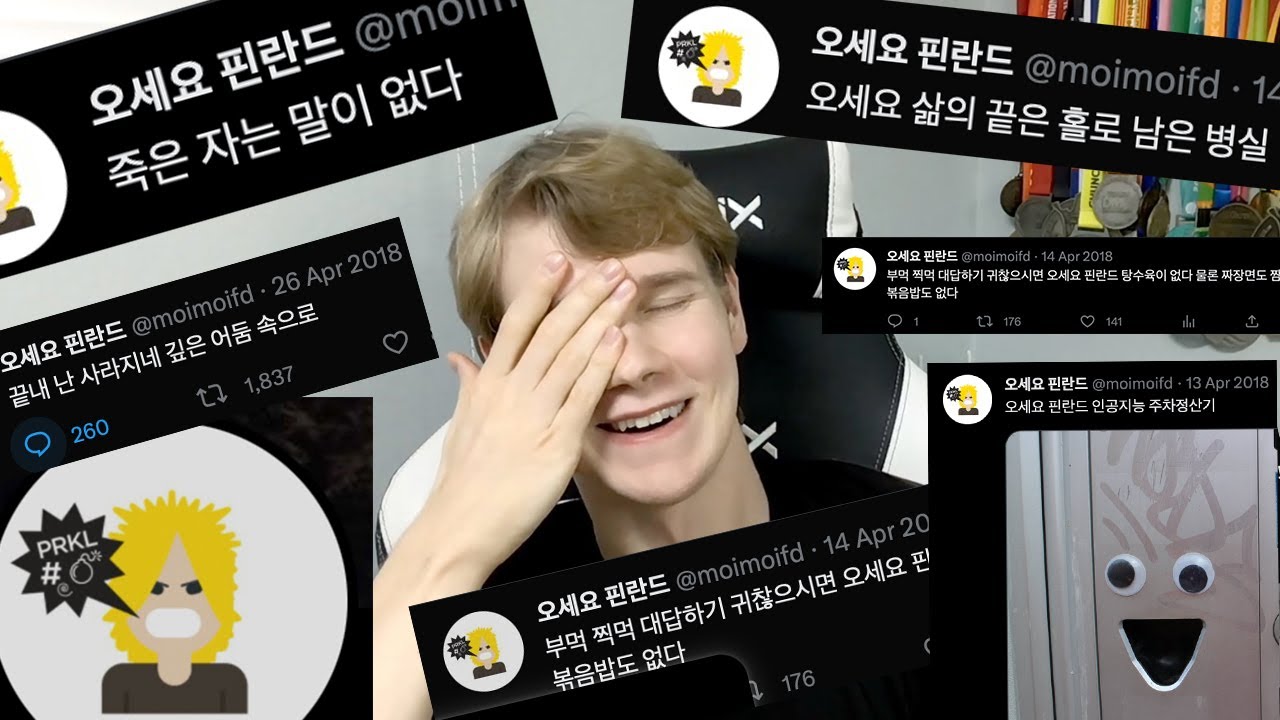 오세요 핀란드 @moim
죽은 자는 말이 없다
오세요 핀란드 @moimoifd · 14
오세요 삶의 끝은 홀로 남은 병실
PRKL
#
오세요 핀란드 @moimoifd · 26 Apr 2018
끝내 난 사라지네 깊은 어둠 속으로
260
1,837
오세요 핀란드 @moimoifd · 14 Apr 2018
부먹 찍먹 대답하기 귀찮으시면 오세요 핀란드 탕수육이 없다 물론 짜장면도 짬
볶음밥도 없다
1 176 141
오세요 핀란드 @moimoifd · 13 Apr 2018
오세요 핀란드 인공지능 주차정산기
PRKL
#
오세요 핀란드 @moimoifd · 14 Apr 20
부먹 찍먹 대답하기 귀찮으시면 오세요 핀
볶음밥도 없다
176